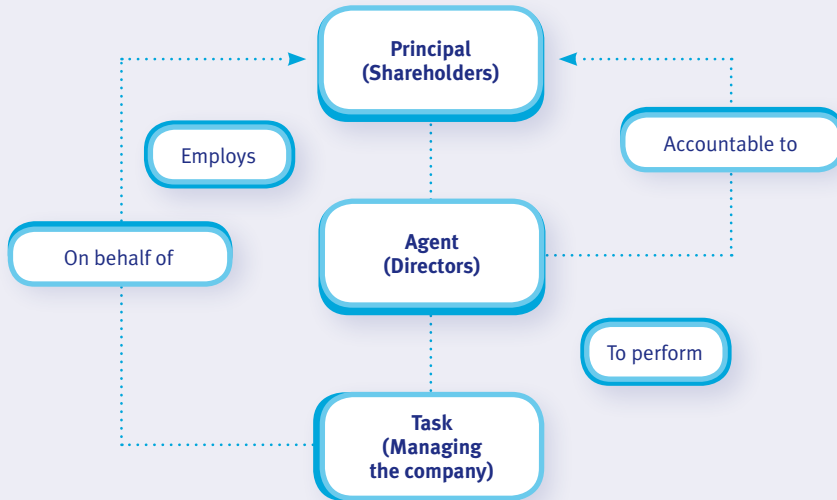 Principal
(Shareholders)
Employs
Accountable to
On behalf of
Agent
(Directors)
To perform
Task
(Managing
the company)